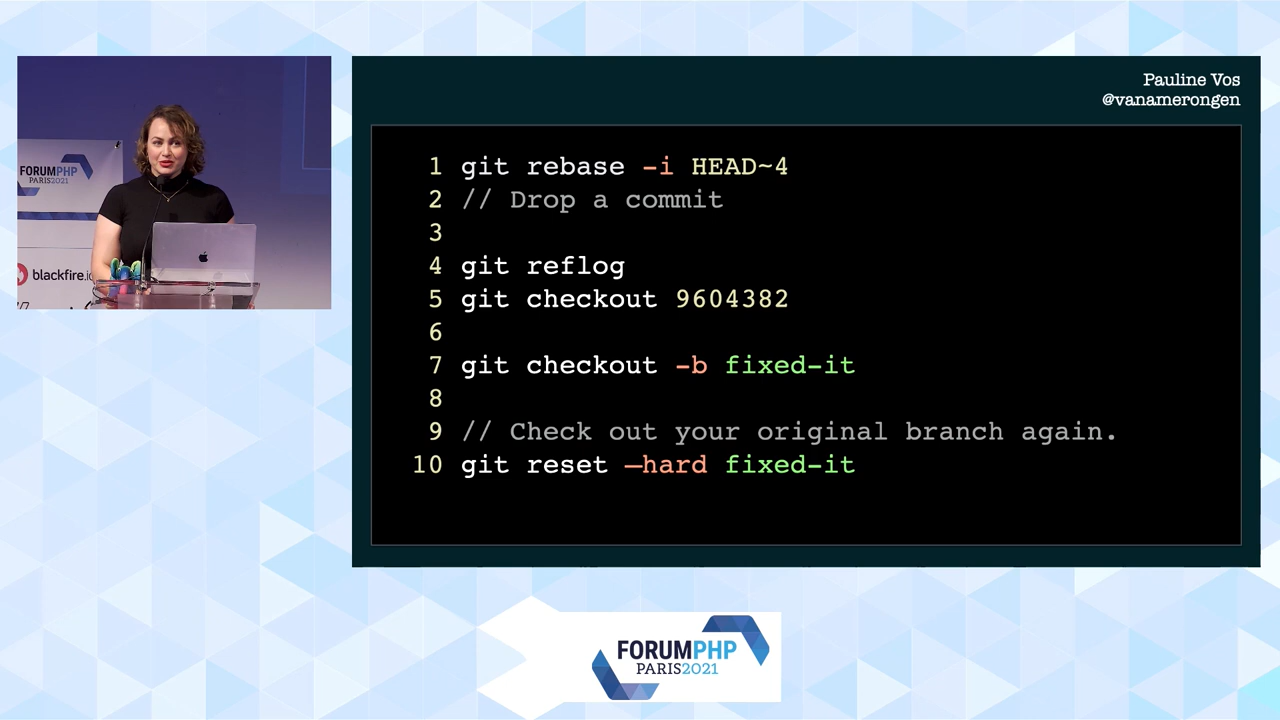 Pauline Vos
@vanamerongen
FORUMPHP
PARIS2021
blackfire.io
1 git rebase -i HEAD~4
2 // Drop a commit
3
4 git reflog
5 git checkout 9604382
6
7 git checkout -b fixed-it
8
9 // Check out your original branch again.
10 git reset —hard fixed-it
FORUMPHP
PARIS2021